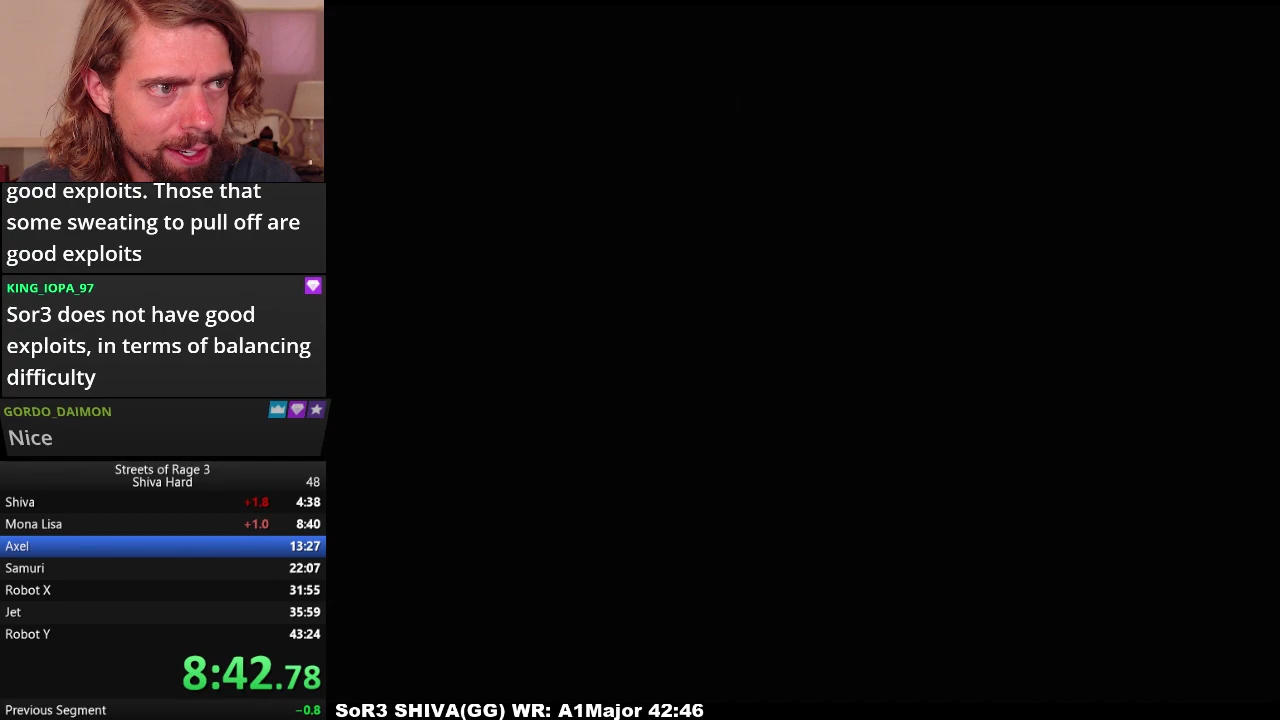 good exploits. Those that
some sweating to pull off are
good exploits
KING_IOPA_97
Sor3 does not have good
exploits, in terms of balancing
difficulty
GORDO_DAIMON
Nice
Streets of Rage 3
Shiva Hard 48
Shiva +1.8 4:38
Mona Lisa +1.0 8:40
Axel 13:27
Samuri 22:07
Robot X 31:55
Jet 35:59
Robot Y 43:24
8:42.78
Previous Segment −0.8
SoR3 SHIVA(GG) WR: A1Major 42:46